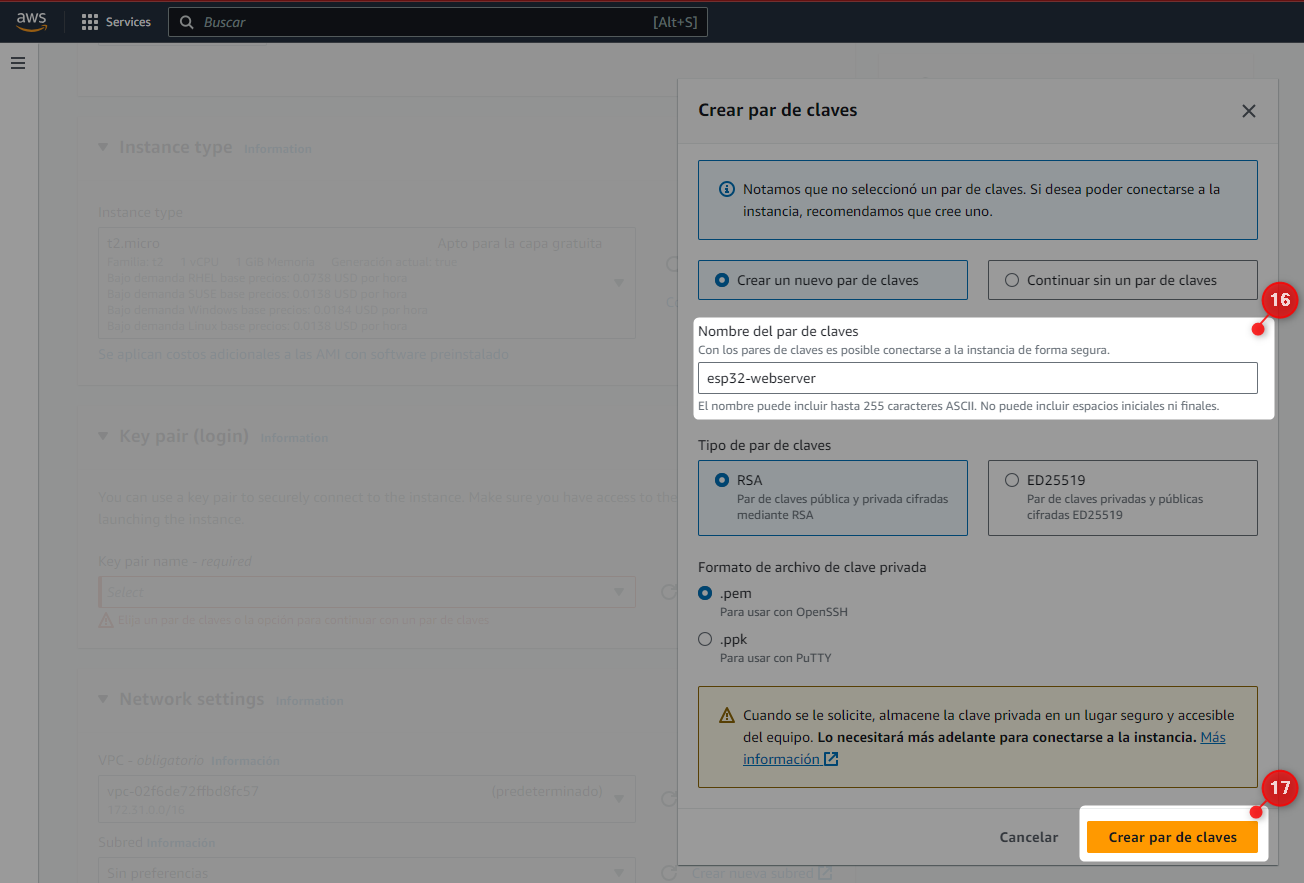 aws
Services
Buscar
[Alt+S]
Instance type Information
Instance type
t2.micro
Apto para la capa gratuita
Familia: t2 1 vCPU 1 GiB Memoria Generación actual: true
Bajo demanda RHEL base precios: 0.0738 USD por hora
Bajo demanda SUSE base precios: 0.0138 USD por hora
Bajo demanda Windows base precios: 0.0184 USD por hora
Bajo demanda Linux base precios: 0.0138 USD por hora
Se aplican costos adicionales a las AMI con software preinstalado
Key pair (login) Information
You can use a key pair to securely connect to the instance. Make sure you have access to the
launching the instance.
Key pair name - required
Select
Elija un par de claves o la opción para continuar con un par de claves
Network settings Information
VPC - obligatorio Información
vpc-02f6de72ffbd8fc57
(predeterminado)
172.31.0.0/16
Subred Información
Sin preferencias
Crear nueva subred
Crear par de claves
Notamos que no seleccionó un par de claves. Si desea poder conectarse a la
instancia, recomendamos que cree uno.
Crear un nuevo par de claves
Continuar sin un par de claves
16
Nombre del par de claves
Con los pares de claves es posible conectarse a la instancia de forma segura.
esp32-webserver
El nombre puede incluir hasta 255 caracteres ASCII. No puede incluir espacios iniciales ni finales.
Tipo de par de claves
RSA
Par de claves pública y privada cifradas
mediante RSA
ED25519
Par de claves privadas y públicas
cifradas ED25519
Formato de archivo de clave privada
.pem
Para usar con OpenSSH
.ppk
Para usar con PuTTY
Cuando se le solicite, almacene la clave privada en un lugar seguro y accesible
del equipo. Lo necesitará más adelante para conectarse a la instancia. Más
información
17
Cancelar
Crear par de claves